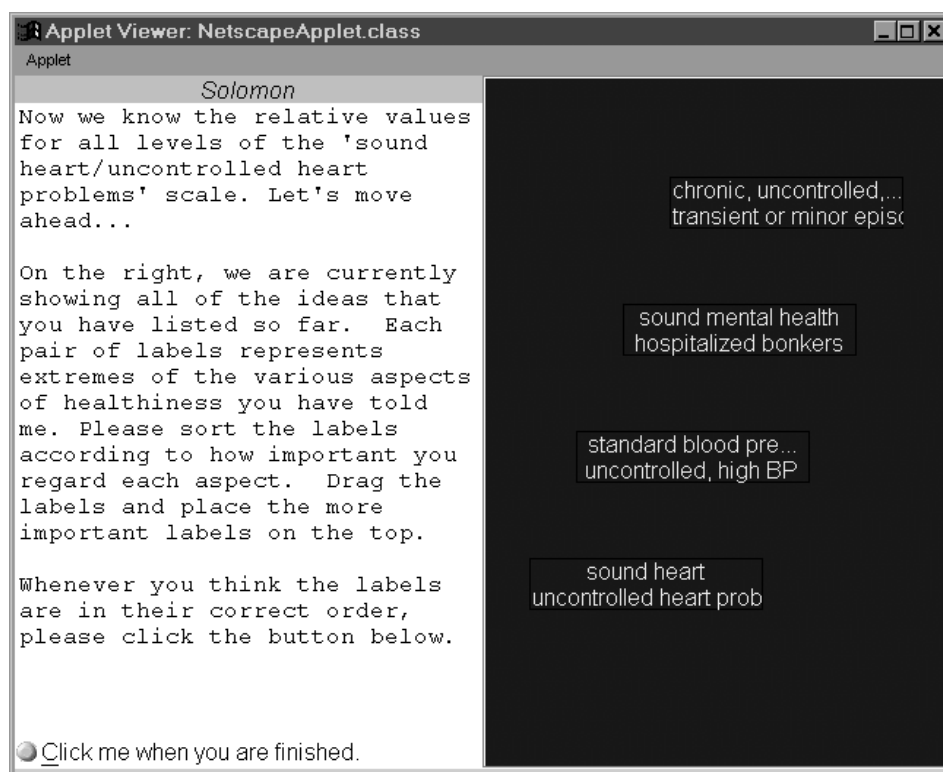 Applet Viewer: NetscapeApplet.class
Applet
Solomon
Now we know the relative values
for all levels of the 'sound
heart/uncontrolled heart
problems' scale. Let's move
ahead...
On the right, we are currently
showing all of the ideas that
you have listed so far.  Each
pair of labels represents
extremes of the various aspects
of healthiness you have told
me. Please sort the labels
according to how important you
regard each aspect.  Drag the
labels and place the more
important labels on the top.
Whenever you think the labels
are in their correct order,
please click the button below.
Click me when you are finished.
chronic, uncontrolled,...
transient or minor episo
sound mental health
hospitalized bonkers
standard blood pre...
uncontrolled, high BP
sound heart
uncontrolled heart prob